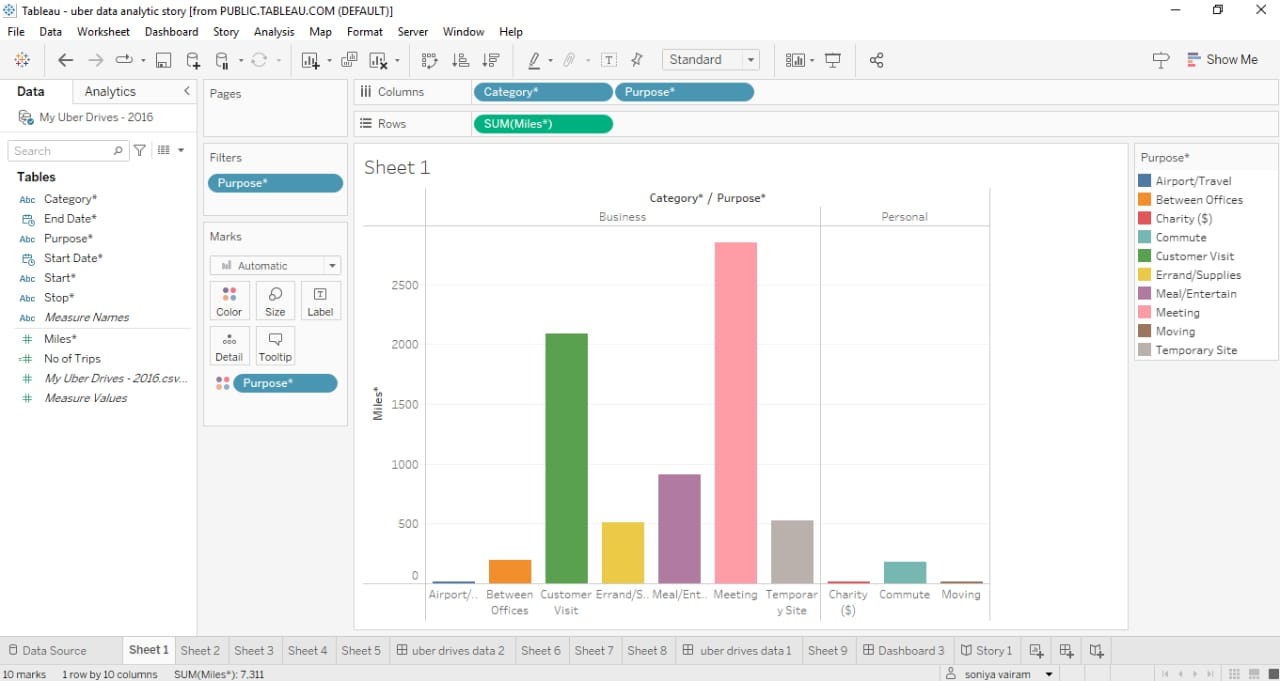 Tableau - uber data analytic story [from PUBLIC.TABLEAU.COM (DEFAULT)]
File Data Worksheet Dashboard Story Analysis Map Format Server Window Help
Standard
Show Me
Data Analytics
My Uber Drives - 2016
Search
Tables
Abc Category*
End Date*
Abc Purpose*
Start Date*
Abc Start*
Abc Stop*
Abc Measure Names
Miles*
No of Trips
My Uber Drives - 2016.csv...
Measure Values
Pages
Filters
Purpose*
Marks
Automatic
Color Size Label
Detail Tooltip
Purpose*
Columns Category* Purpose*
Rows SUM(Miles*)
Sheet 1
Category* / Purpose*
Business Personal
Miles*
2500
2000
1500
1000
500
0
Airport/.. Between Offices Customer Visit Errand/S.. Meal/Ent.. Meeting Temporary Site Charity ($) Commute Moving
Purpose*
Airport/Travel
Between Offices
Charity ($)
Commute
Customer Visit
Errand/Supplies
Meal/Entertain
Meeting
Moving
Temporary Site
Data Source Sheet 1 Sheet 2 Sheet 3 Sheet 4 Sheet 5 uber drives data 2 Sheet 6 Sheet 7 Sheet 8 uber drives data 1 Sheet 9 Dashboard 3 Story 1
10 marks 1 row by 10 columns SUM(Miles*): 7,311 soniya vairam